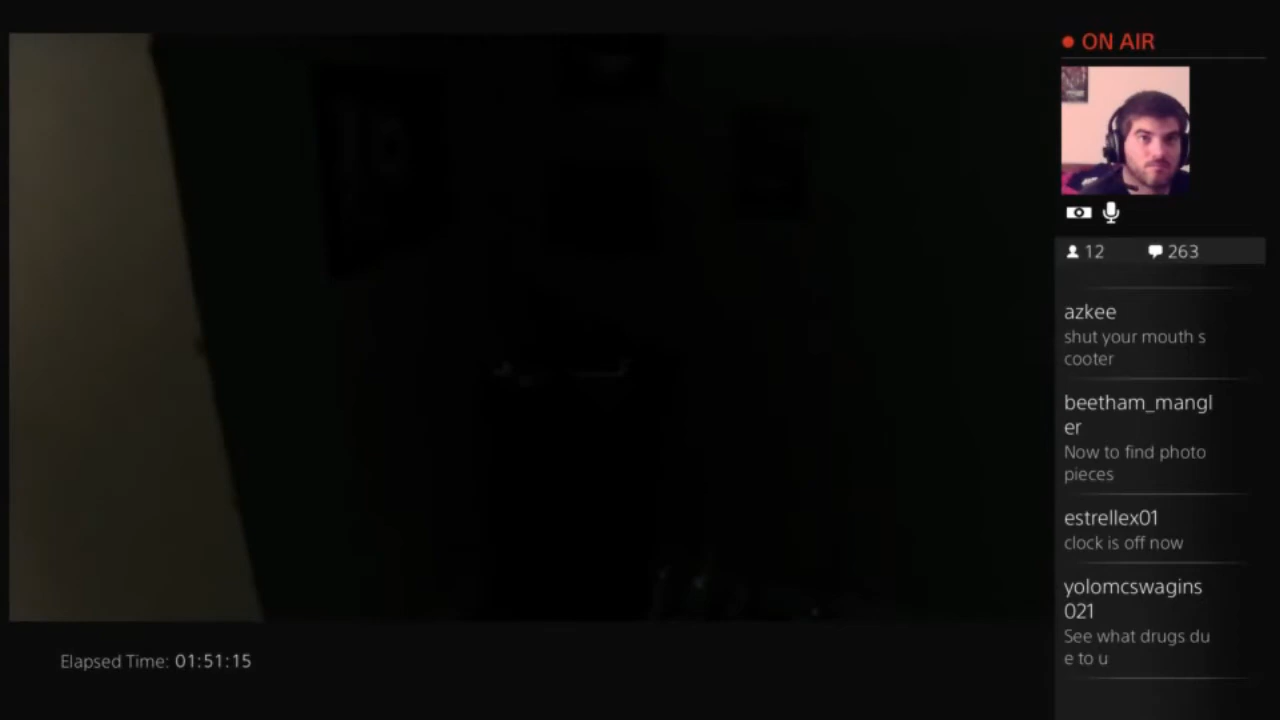 ON AIR
12 263
azkee
shut your mouth s
cooter
beetham_mangl
er
Now to find photo
pieces
estrellex01
clock is off now
yolomcswagins
021
See what drugs du
e to u
Elapsed Time: 01:51:15